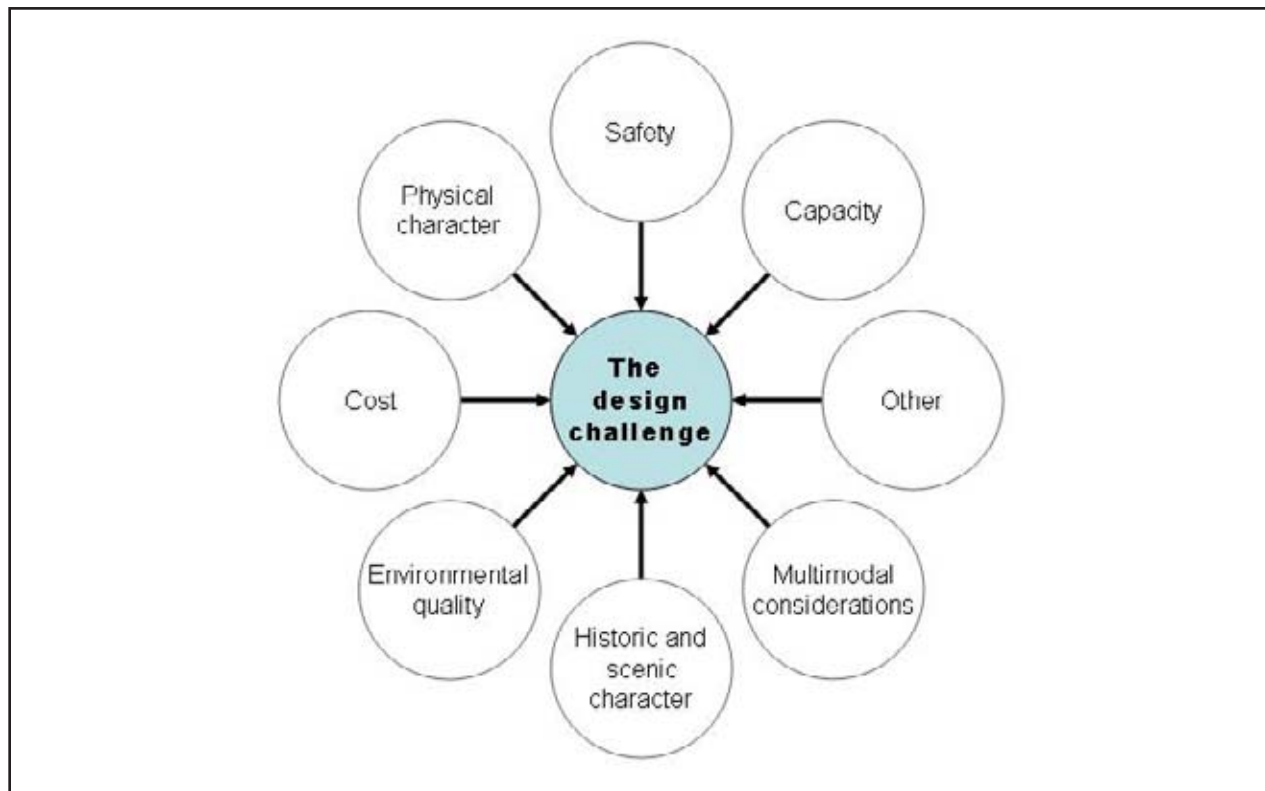 Safety
Physical
character
Capacity
The
design
challenge
Cost
Other
Environmental
quality
Multimodal
considerations
Historic and
scenic
character